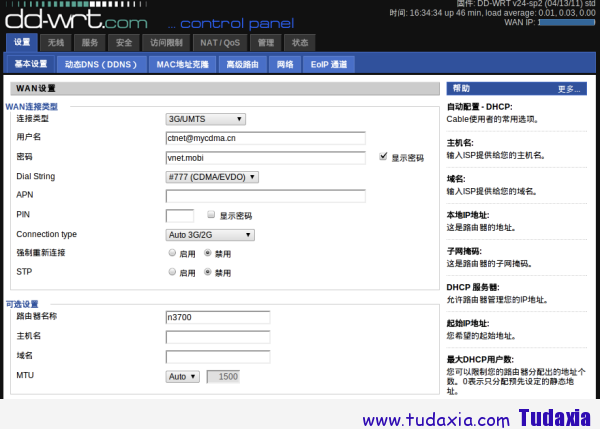 dd-wrt.com
... control panel
固件: DD-WRT v24-sp2 (04/13/11) std
时间: 16:34:34 up 46 min, load average: 0.01, 0.03, 0.00
WAN IP: 1
设置 无线 服务 安全 访问限制 NAT / QoS 管理 状态
基本设置 动态DNS（DDNS） MAC地址克隆 高级路由 网络 EoIP 通道
WAN设置
WAN连接类型
连接类型 3G/UMTS
用户名 ctnet@mycdma.cn
密码 vnet.mobi 显示密码
Dial String #777 (CDMA/EVDO)
APN
PIN 显示密码
Connection type Auto 3G/2G
强制重新连接 启用 禁用
STP 启用 禁用
可选设置
路由器名称 n3700
主机名
域名
MTU Auto 1500
帮助 更多...
自动配置 - DHCP:
Cable使用者的常用选项。
主机名:
输入ISP提供给您的主机名。
域名:
输入ISP提供给您的域名。
本地IP地址:
这是路由器的地址。
子网掩码:
这是路由器的子网掩码。
DHCP 服务器:
允许路由器管理您的IP地址。
起始IP地址:
您希望的起始地址。
最大DHCP用户数:
您可以限制您的路由器分配出的地址个
数。0表示只分配预先设定的静态地
址。
www.tudaxia.com Tudaxia